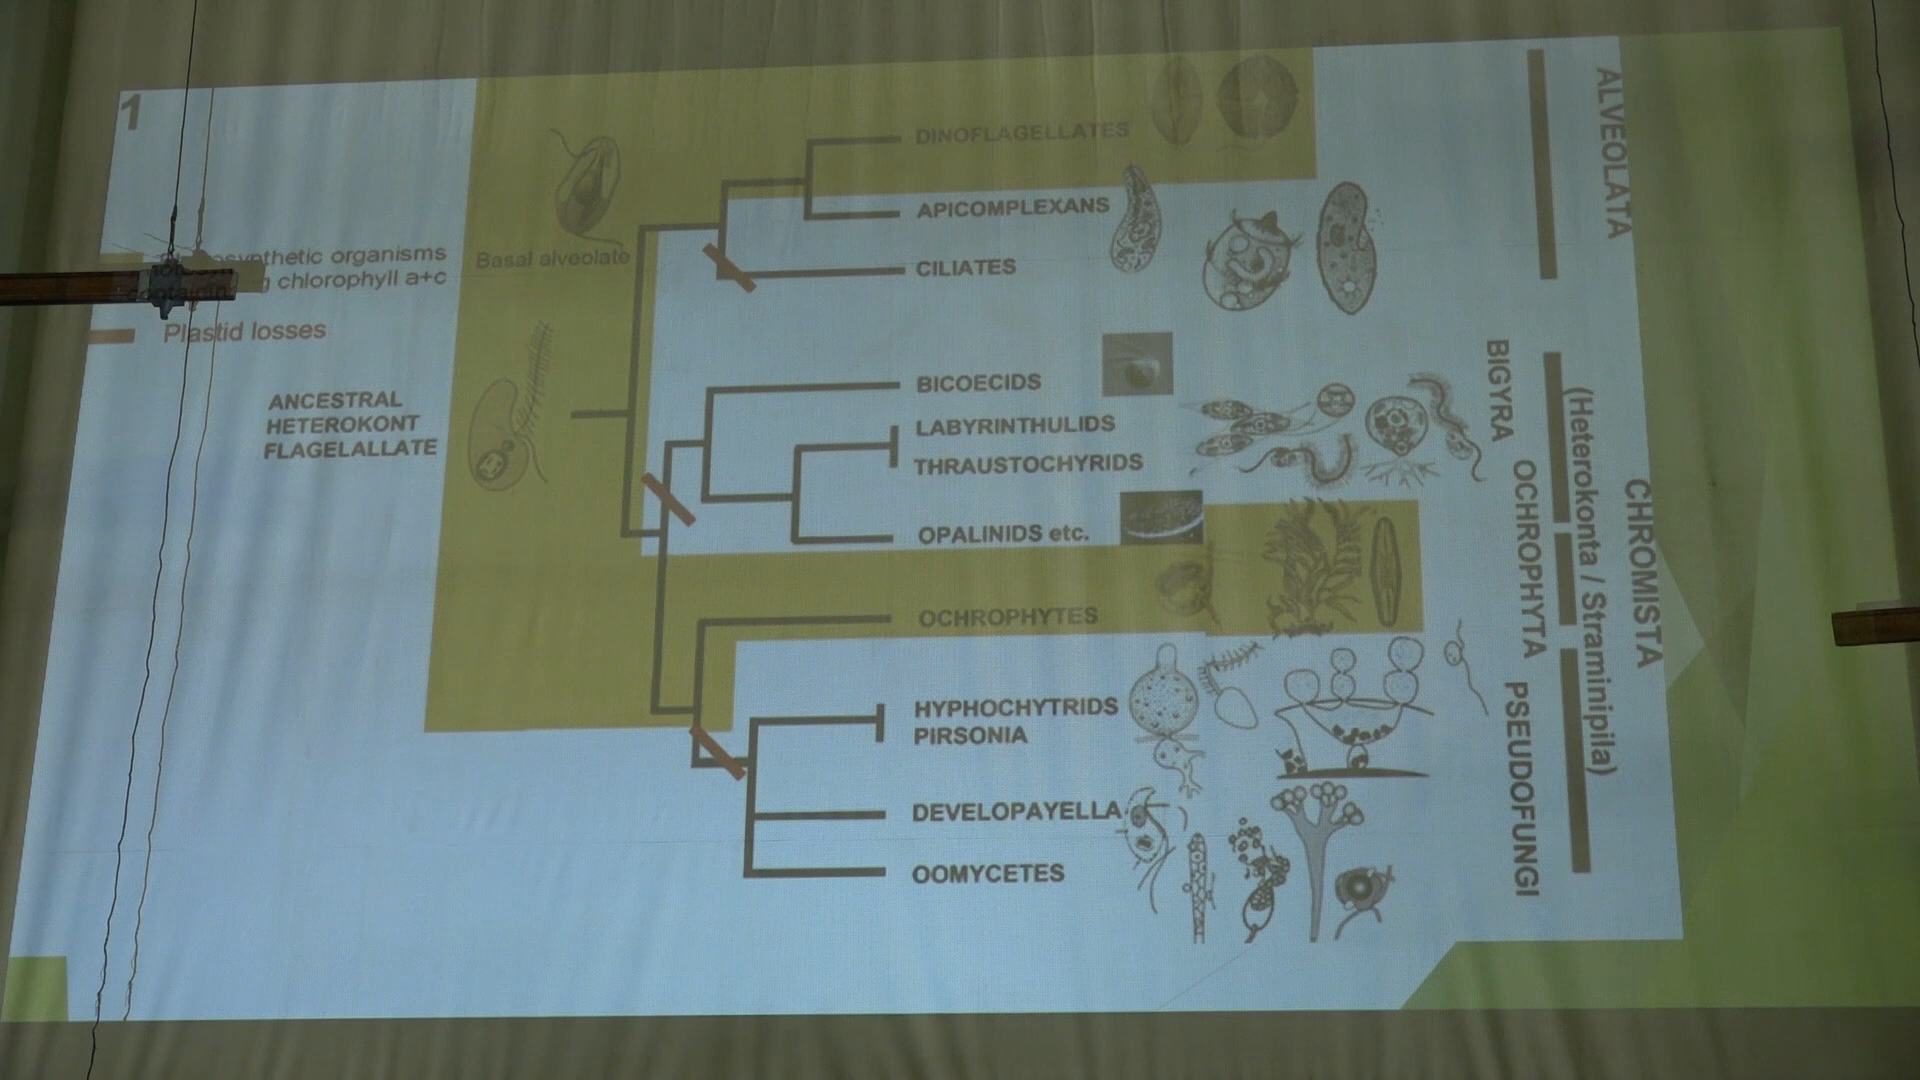 1
DINOFLAGELLATES
APICOMPLEXANS
CILIATES
Basal alveolate
organisms
chlorophyll a+c
Plastid losses
ANCESTRAL
HETEROKONT
FLAGELALLATE
BICOECIDS
LABYRINTHULIDS
THRAUSTOCHYRIDS
OPALINIDS etc.
OCHROPHYTES
HYPHOCHYTRIDS
PIRSONIA
DEVELOPAYELLA
OOMYCETES
ALVEOLATA
BIGYRA
OCHROPHYTA
PSEUDOFUNGI
(Heterokonta / Straminipila)
CHROMISTA